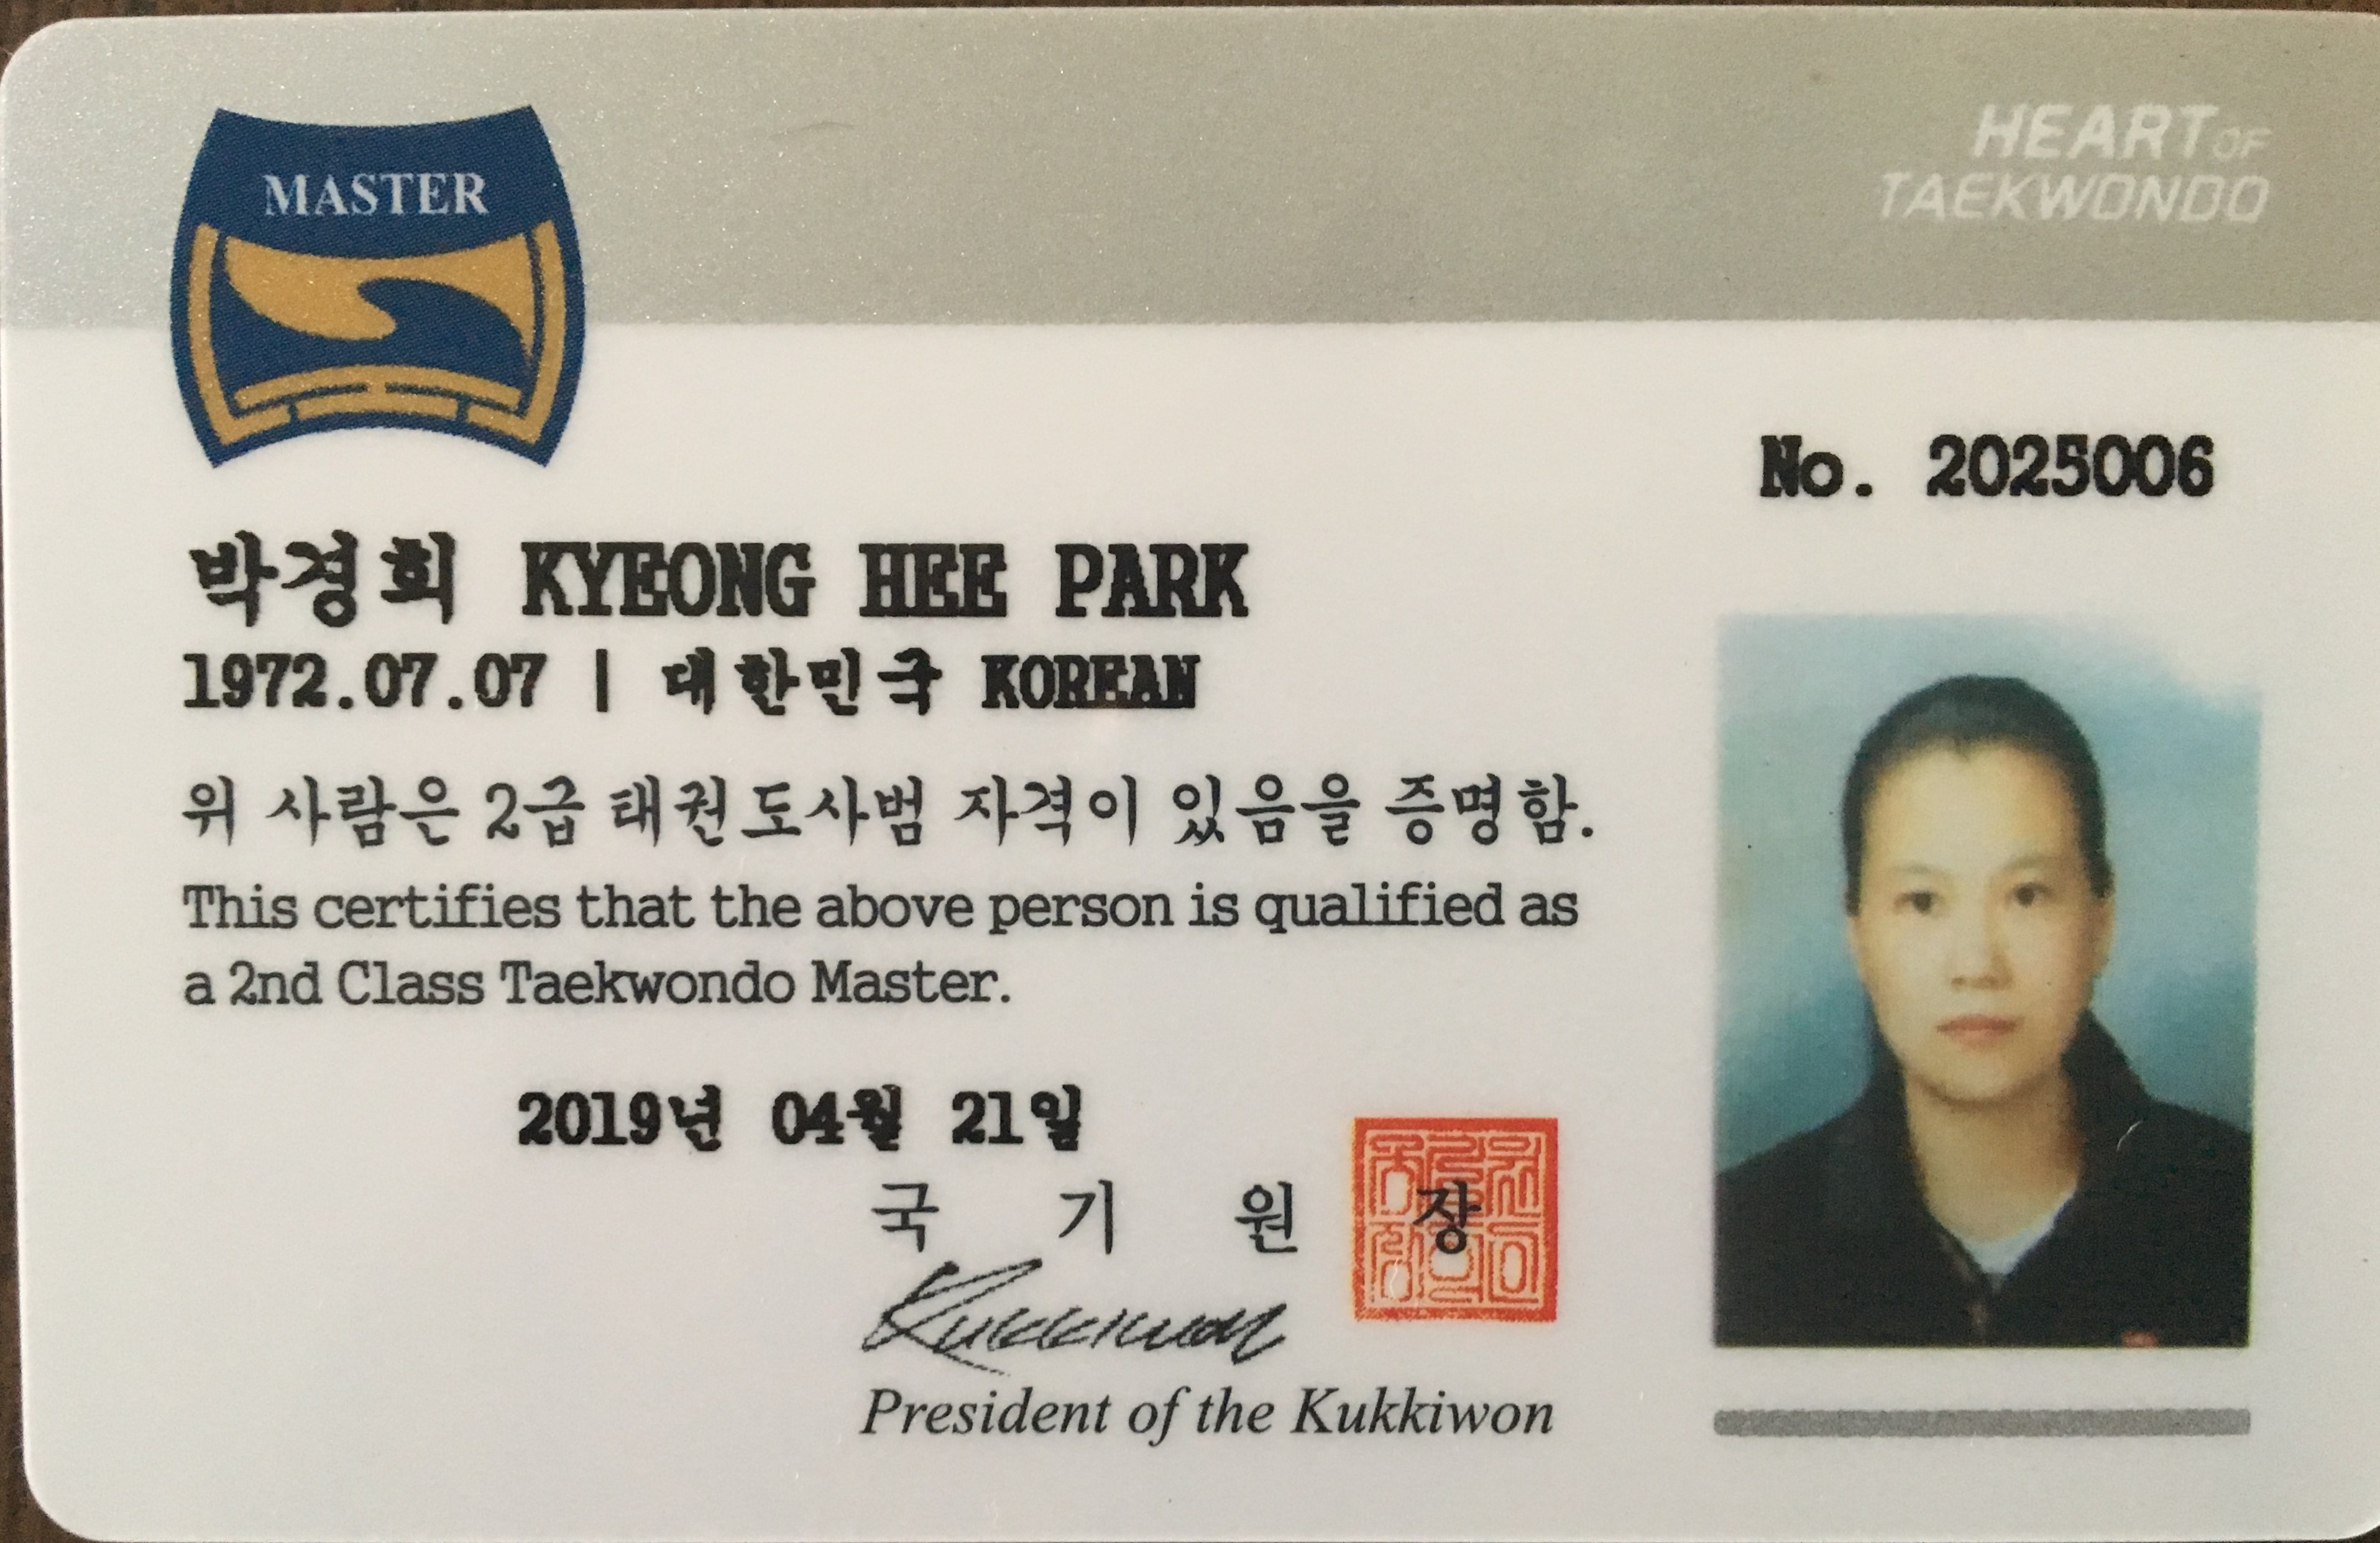 MASTER
HEART OF
TAEKWONDO
No. 2025006
박경희 KYEONG HEE PARK
1972.07.07 | 대한민국 KOREAN
위 사람은 2급 태권도사범 자격이 있음을 증명함.
This certifies that the above person is qualified as
a 2nd Class Taekwondo Master.
2019년 04월 21일
국 기 원 장
Kukkiwon
President of the Kukkiwon